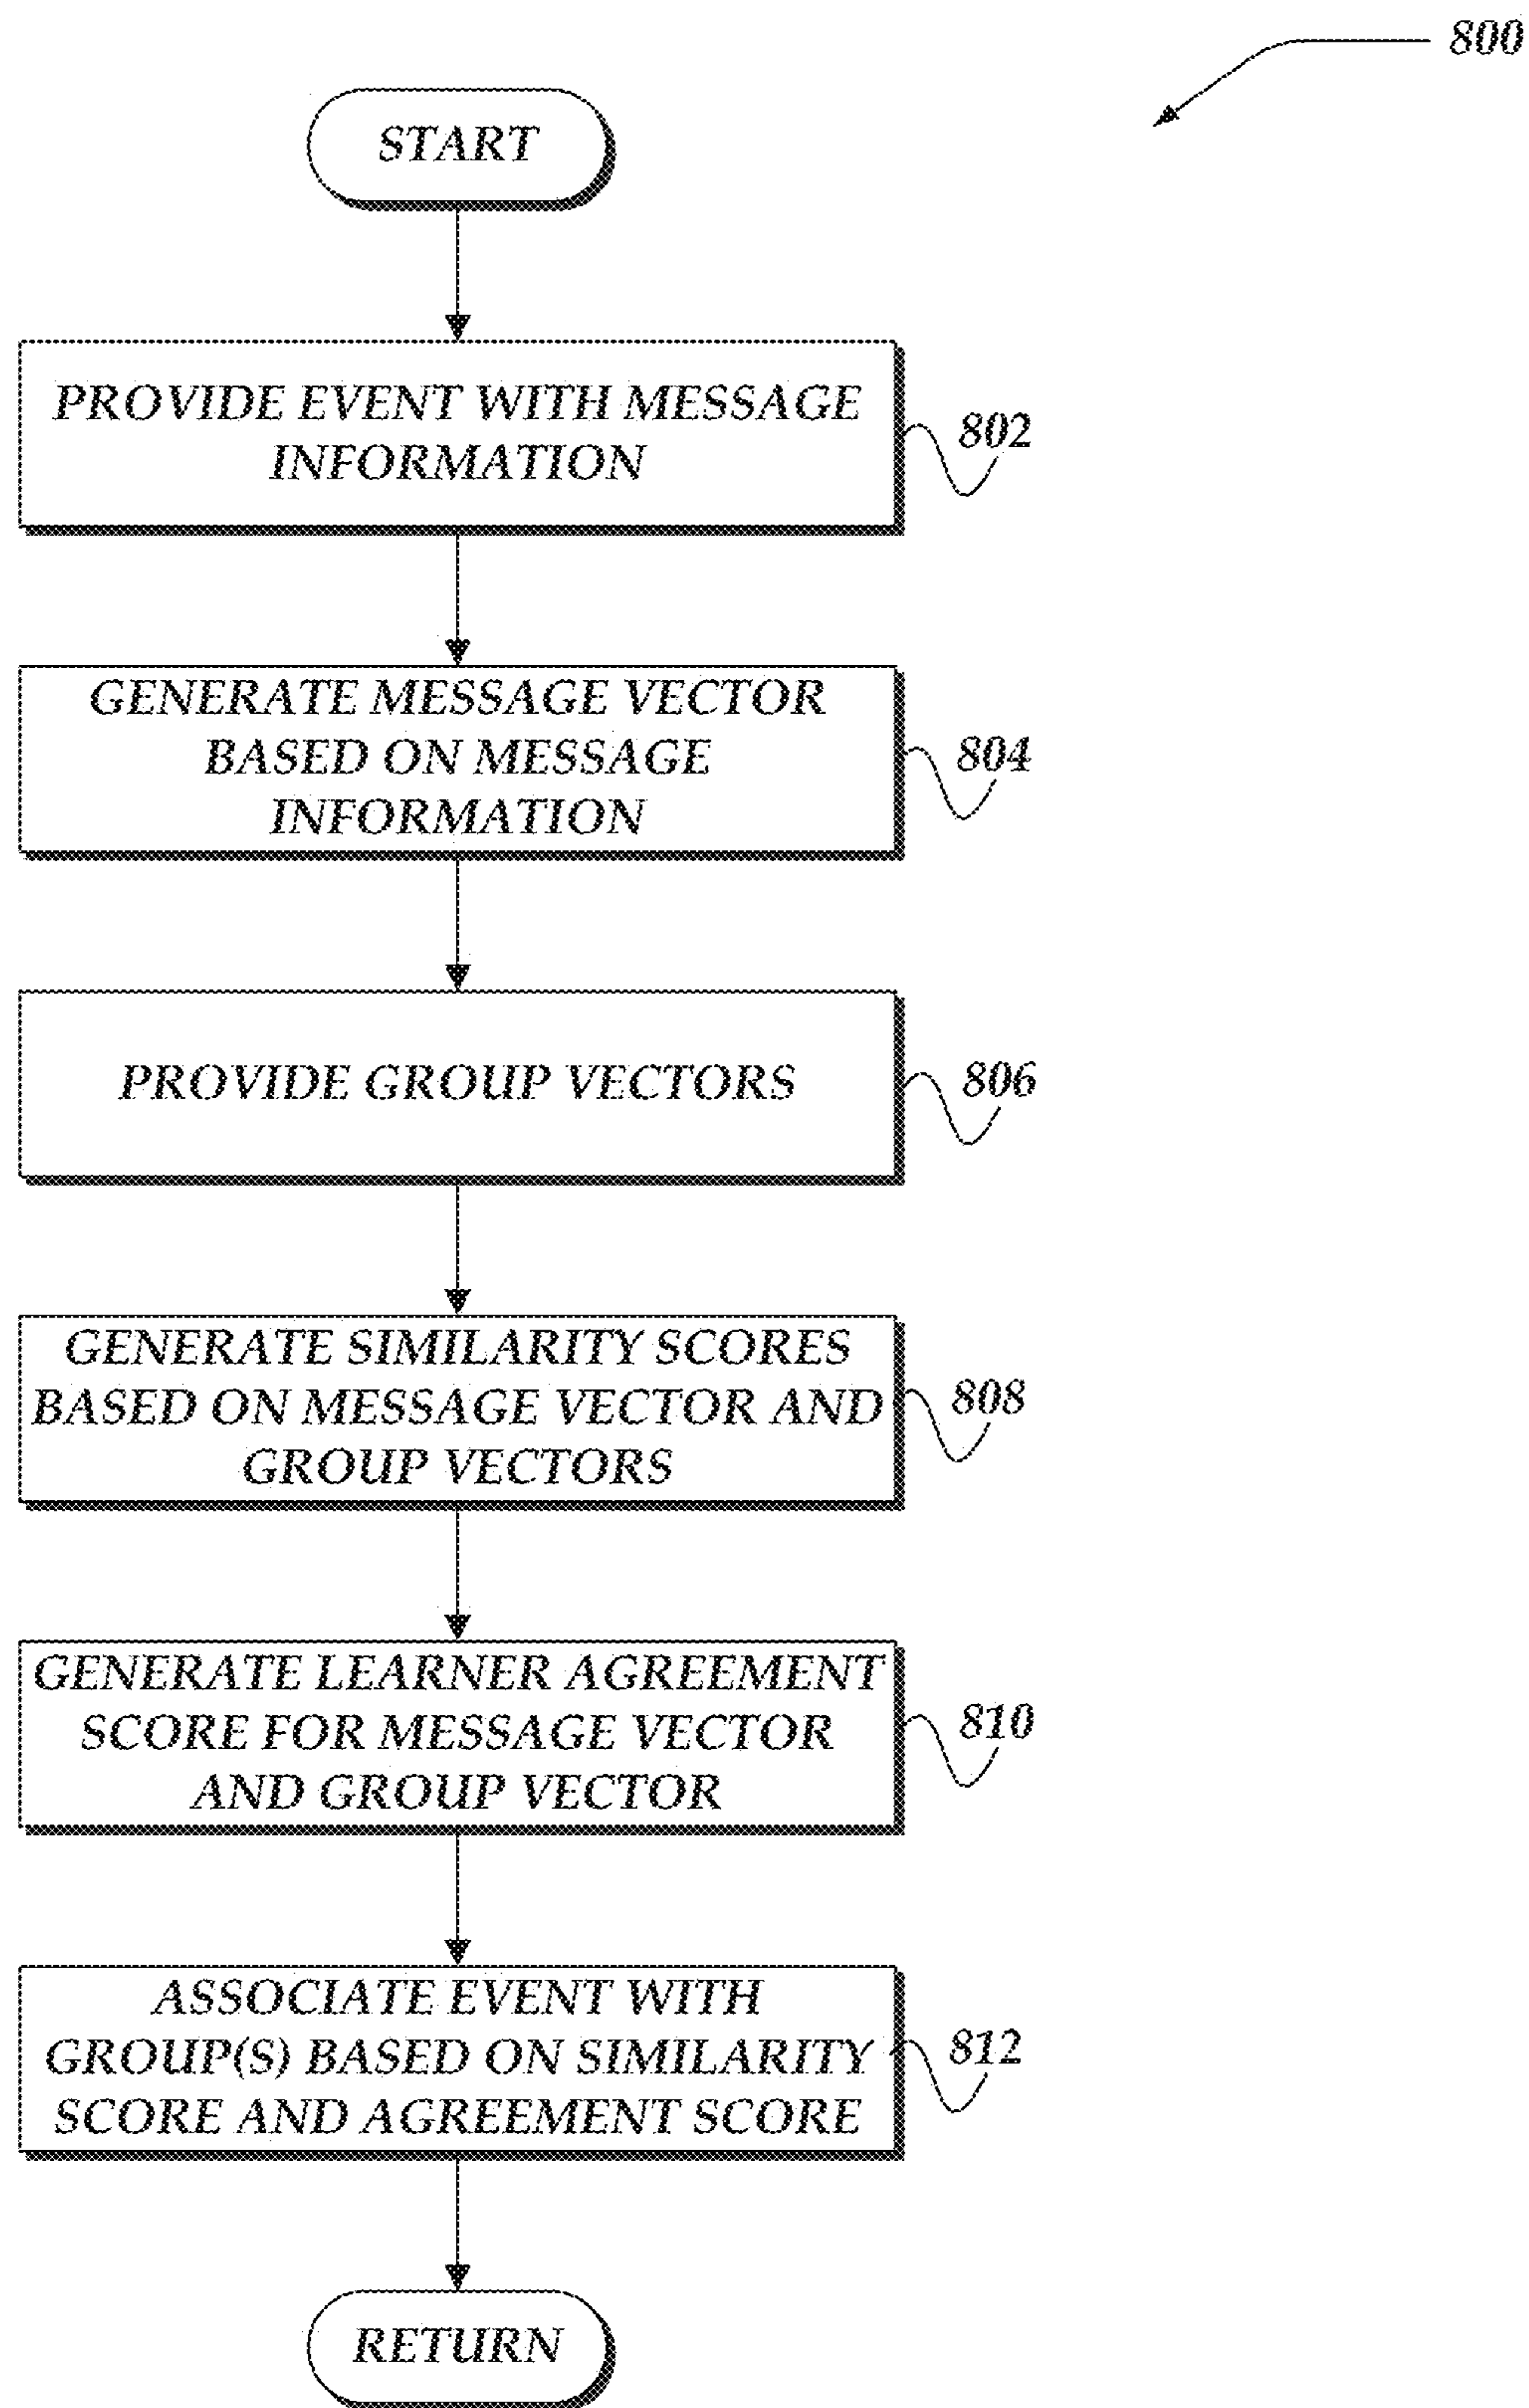 800
START
PROVIDE EVENT WITH MESSAGE
INFORMATION
802
GENERATE MESSAGE VECTOR
BASED ON MESSAGE
INFORMATION
804
PROVIDE GROUP VECTORS
806
GENERATE SIMILARITY SCORES
BASED ON MESSAGE VECTOR AND
GROUP VECTORS
808
GENERATE LEARNER AGREEMENT
SCORE FOR MESSAGE VECTOR
AND GROUP VECTOR
810
ASSOCIATE EVENT WITH
GROUP(S) BASED ON SIMILARITY
SCORE AND AGREEMENT SCORE
812
RETURN